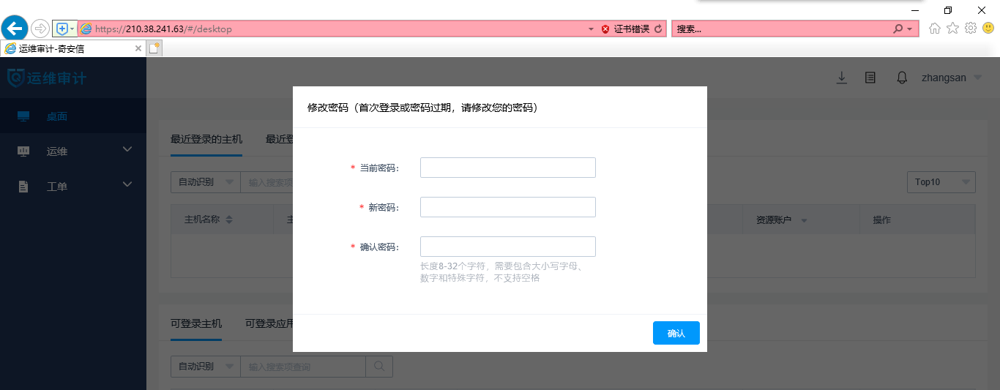 https://210.38.241.63/#/desktop
证书错误
搜索...
运维审计-奇安信
运维审计
zhangsan
桌面
运维
工单
修改密码（首次登录或密码过期，请修改您的密码）
* 当前密码：
* 新密码：
* 确认密码：
长度8-32个字符，需要包含大小写字母、
数字和特殊字符，不支持空格
确认
最近登录的主机
最近登
自动识别
输入搜索项
Top10
主机名称
资源账户
操作
可登录主机
可登录应用
自动识别
输入搜索项查询